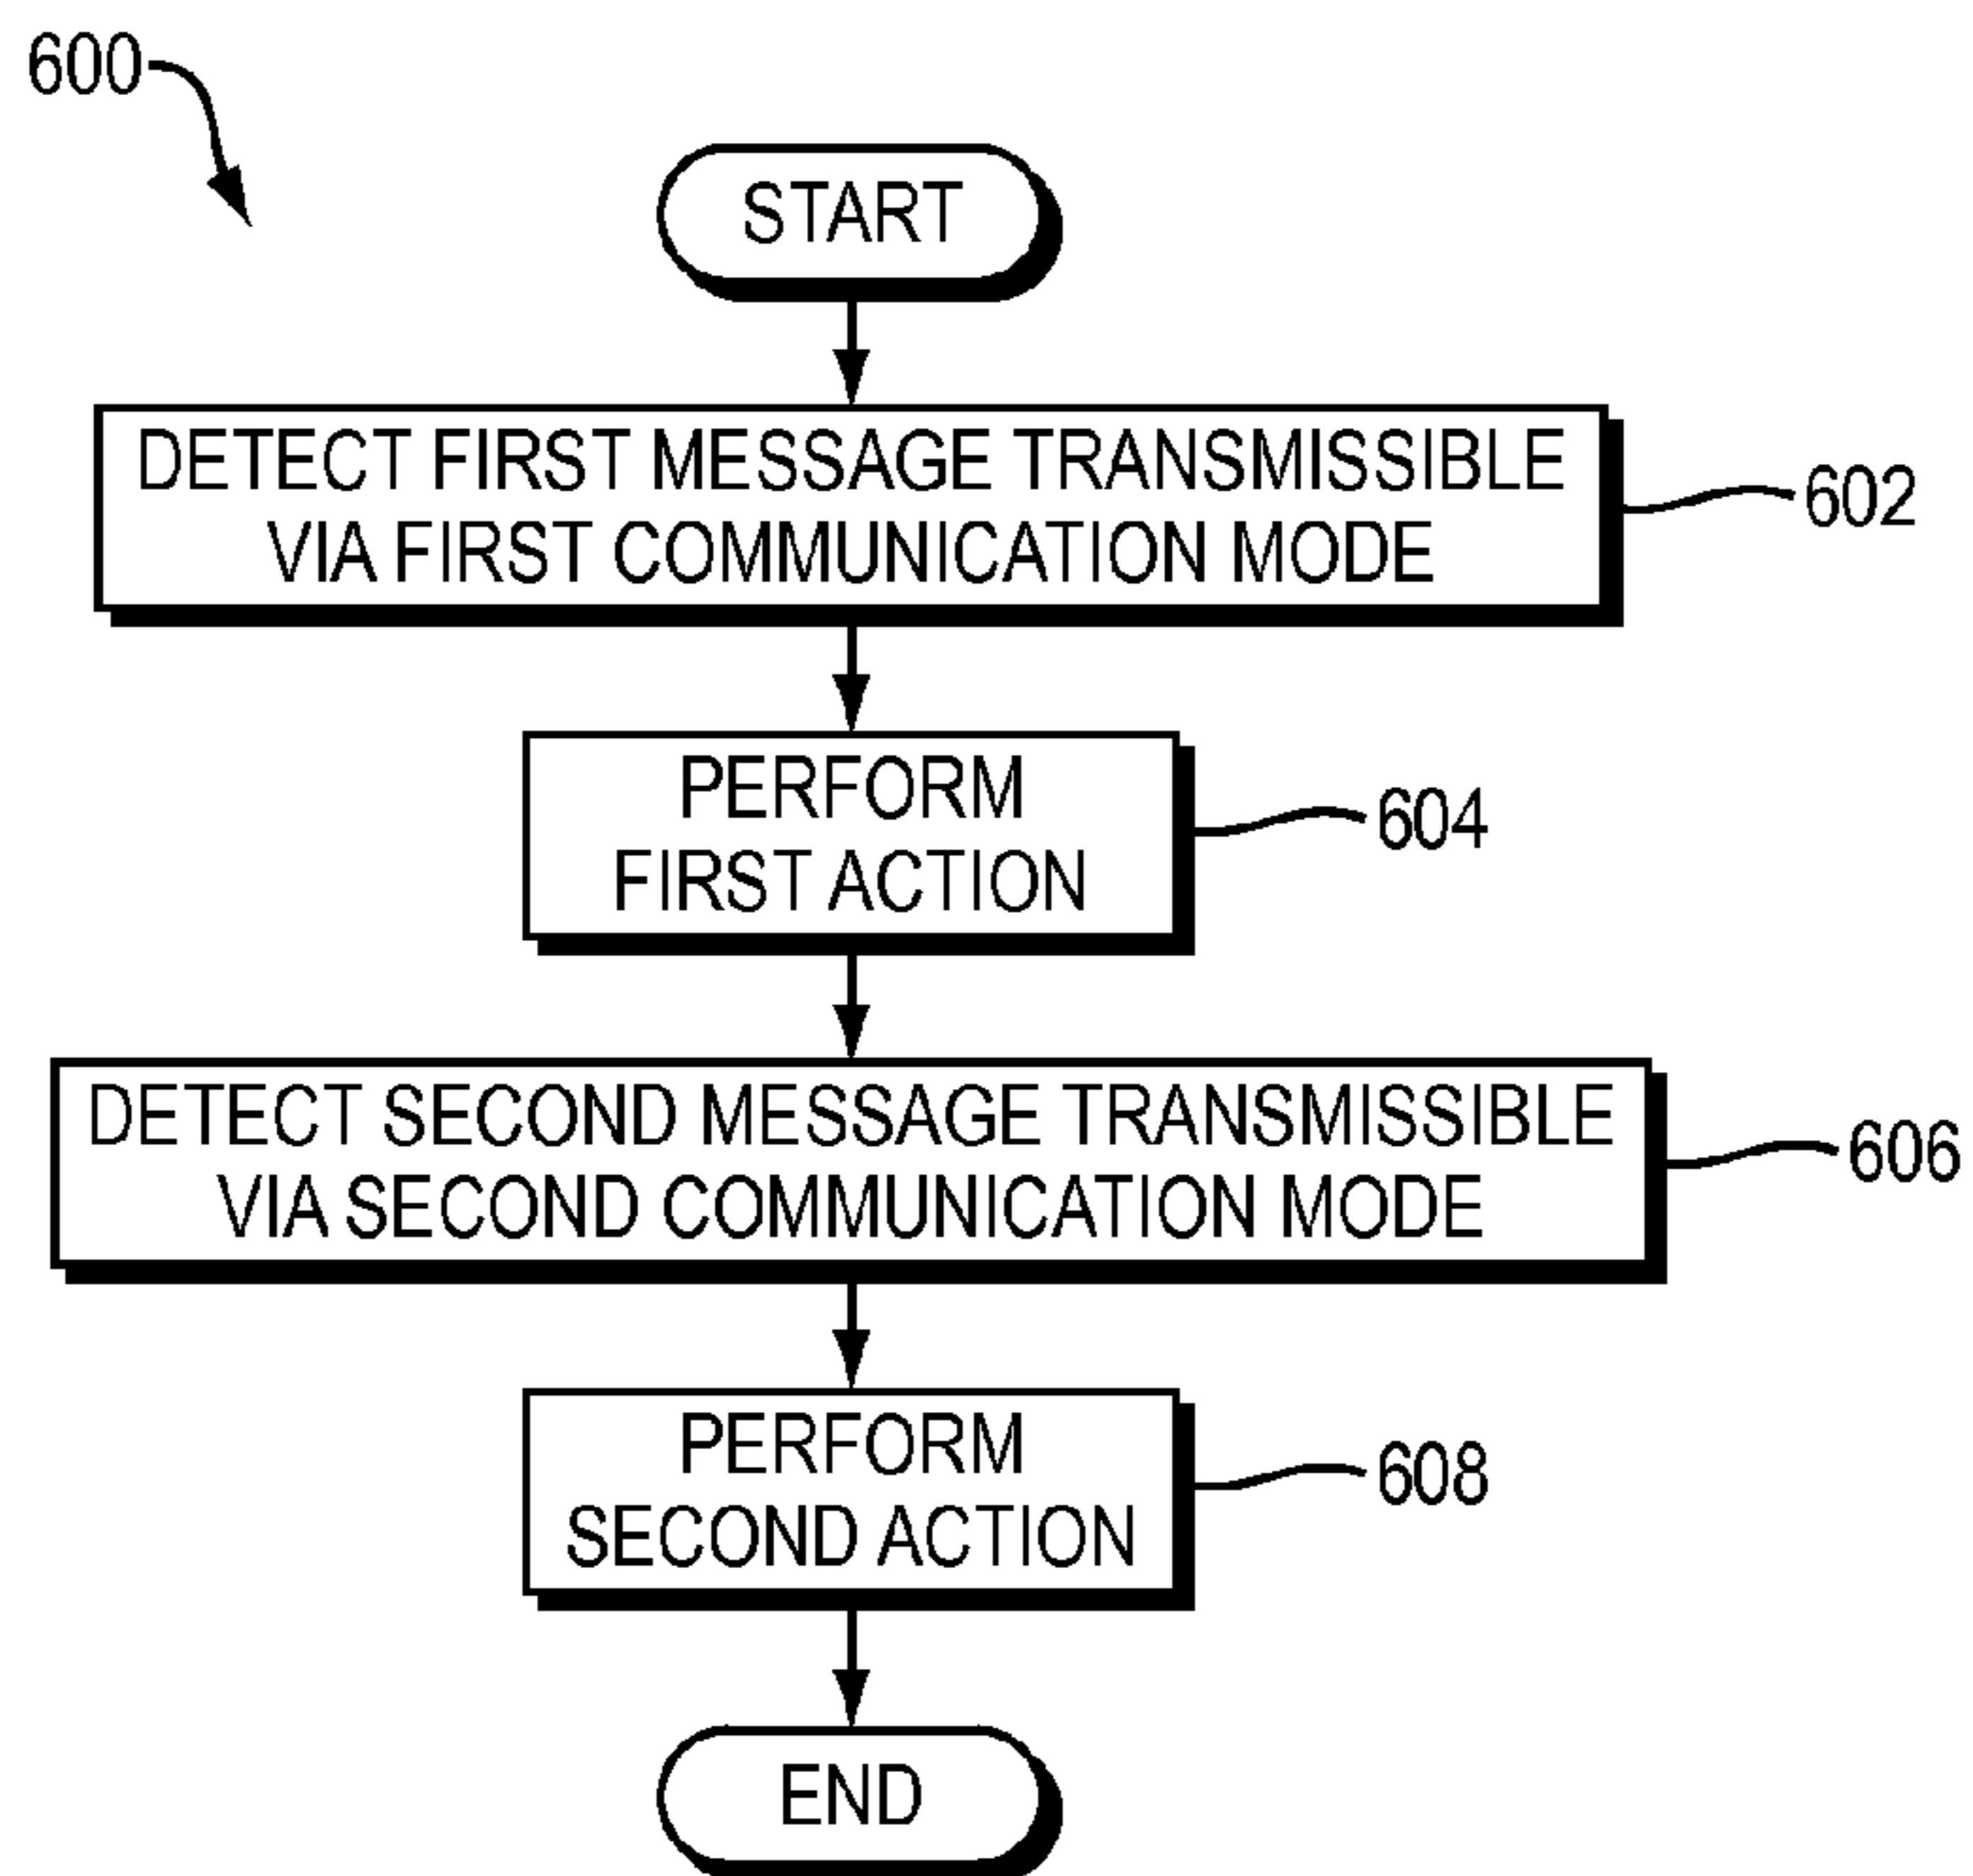 600
START
DETECT FIRST MESSAGE TRANSMISSIBLE
VIA FIRST COMMUNICATION MODE
602
PERFORM
FIRST ACTION
604
DETECT SECOND MESSAGE TRANSMISSIBLE
VIA SECOND COMMUNICATION MODE
606
PERFORM
SECOND ACTION
608
END